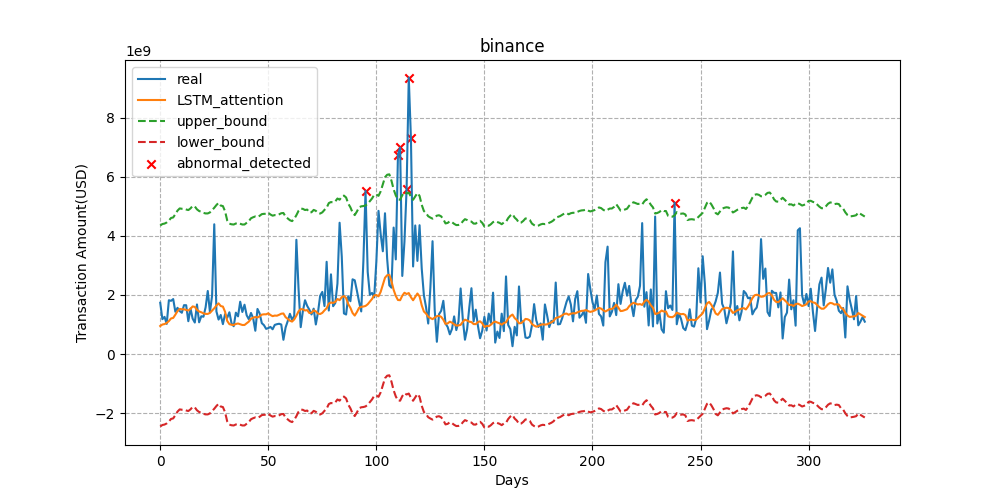 binance
1e9
real
LSTM_attention
upper_bound
lower_bound
abnormal_detected
Transaction Amount(USD)
8
6
4
2
0
−2
0 50 100 150 200 250 300
Days